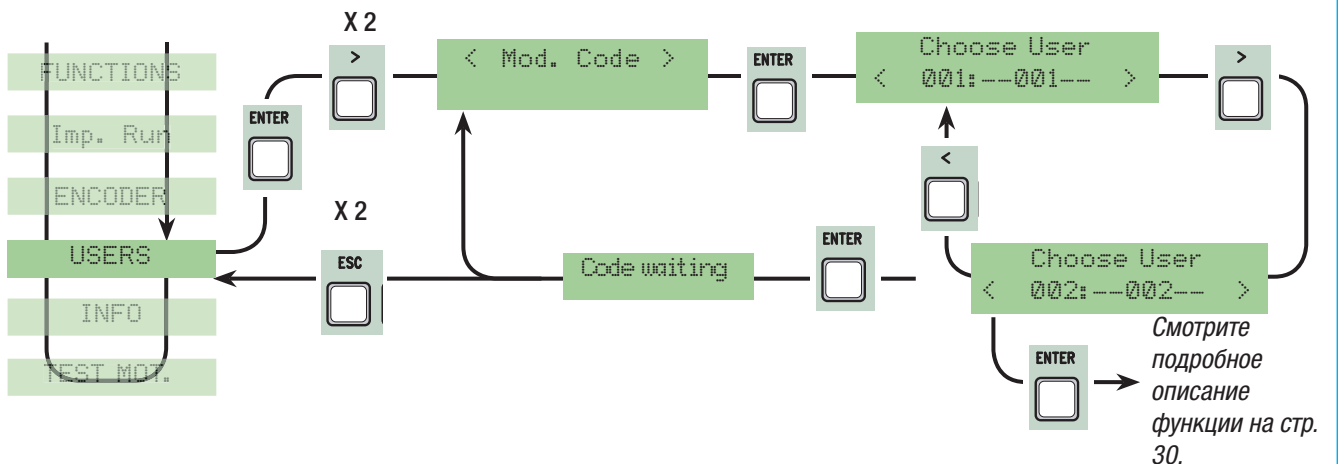 X 2
>
< Mod. Code >
ENTER
Choose User
< 001:--001-- >
>
FUNCTIONS
Imp. Run
ENCODER
USERS
INFO
TEST MOT.
ENTER
X 2
ESC
Code waiting
ENTER
<
Choose User
< 002:--002-- >
ENTER
Смотрите
подробное
описание
функции на стр.
30.